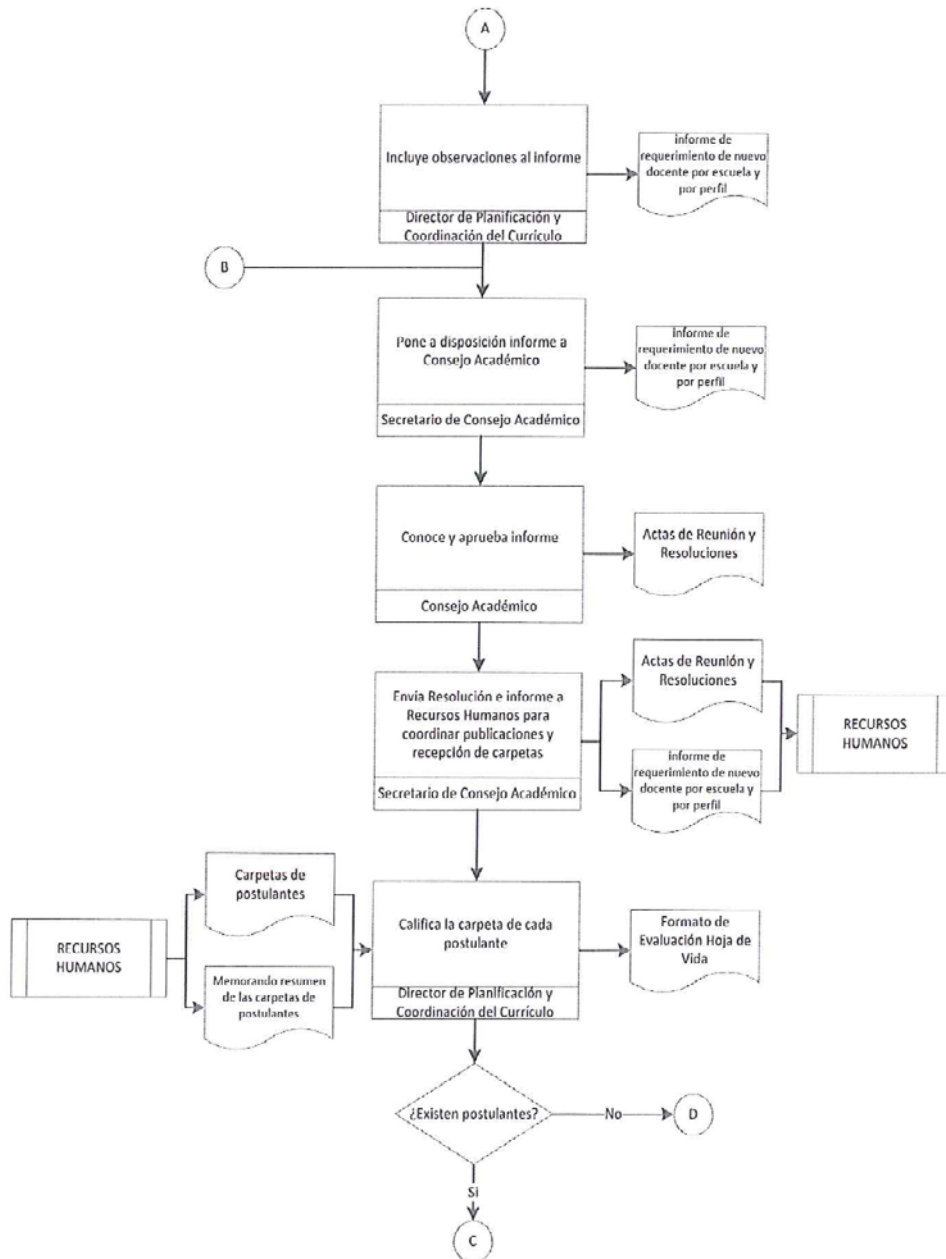 A
Incluye observaciones al informe
Director de Planificación y
Coordinación del Currículo
informe de
requerimiento de nuevo
docente por escuela y
por perfil
B
Pone a disposición informe a
Consejo Académico
Secretario de Consejo Académico
informe de
requerimiento de nuevo
docente por escuela y
por perfil
Conoce y aprueba informe
Consejo Académico
Actas de Reunión y
Resoluciones
Envía Resolución e informe a
Recursos Humanos para
coordinar publicaciones y
recepción de carpetas
Secretario de Consejo Académico
Actas de Reunión y
Resoluciones
informe de
requerimiento de nuevo
docente por escuela y
por perfil
RECURSOS
HUMANOS
RECURSOS
HUMANOS
Carpetas de
postulantes
Memorando resumen
de las carpetas de
postulantes
Califica la carpeta de cada
postulante
Director de Planificación y
Coordinación del Currículo
Formato de
Evaluación Hoja de
Vida
¿Existen postulantes?
No
D
Si
C